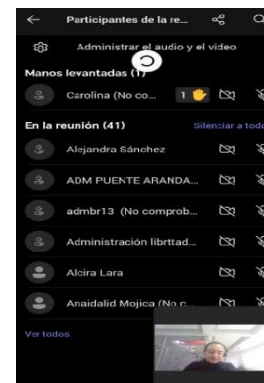 Participantes de la re...
Administrar el audio y el video
Manos levantadas (1)
Carolina (No co... 1
En la reunión (41) Silenciar a todo
Alejandra Sánchez
ADM PUENTE ARANDA...
admbr13 (No comprob...
Administración librttad...
Alcira Lara
Anaidalid Mojica (No c
Ver todos